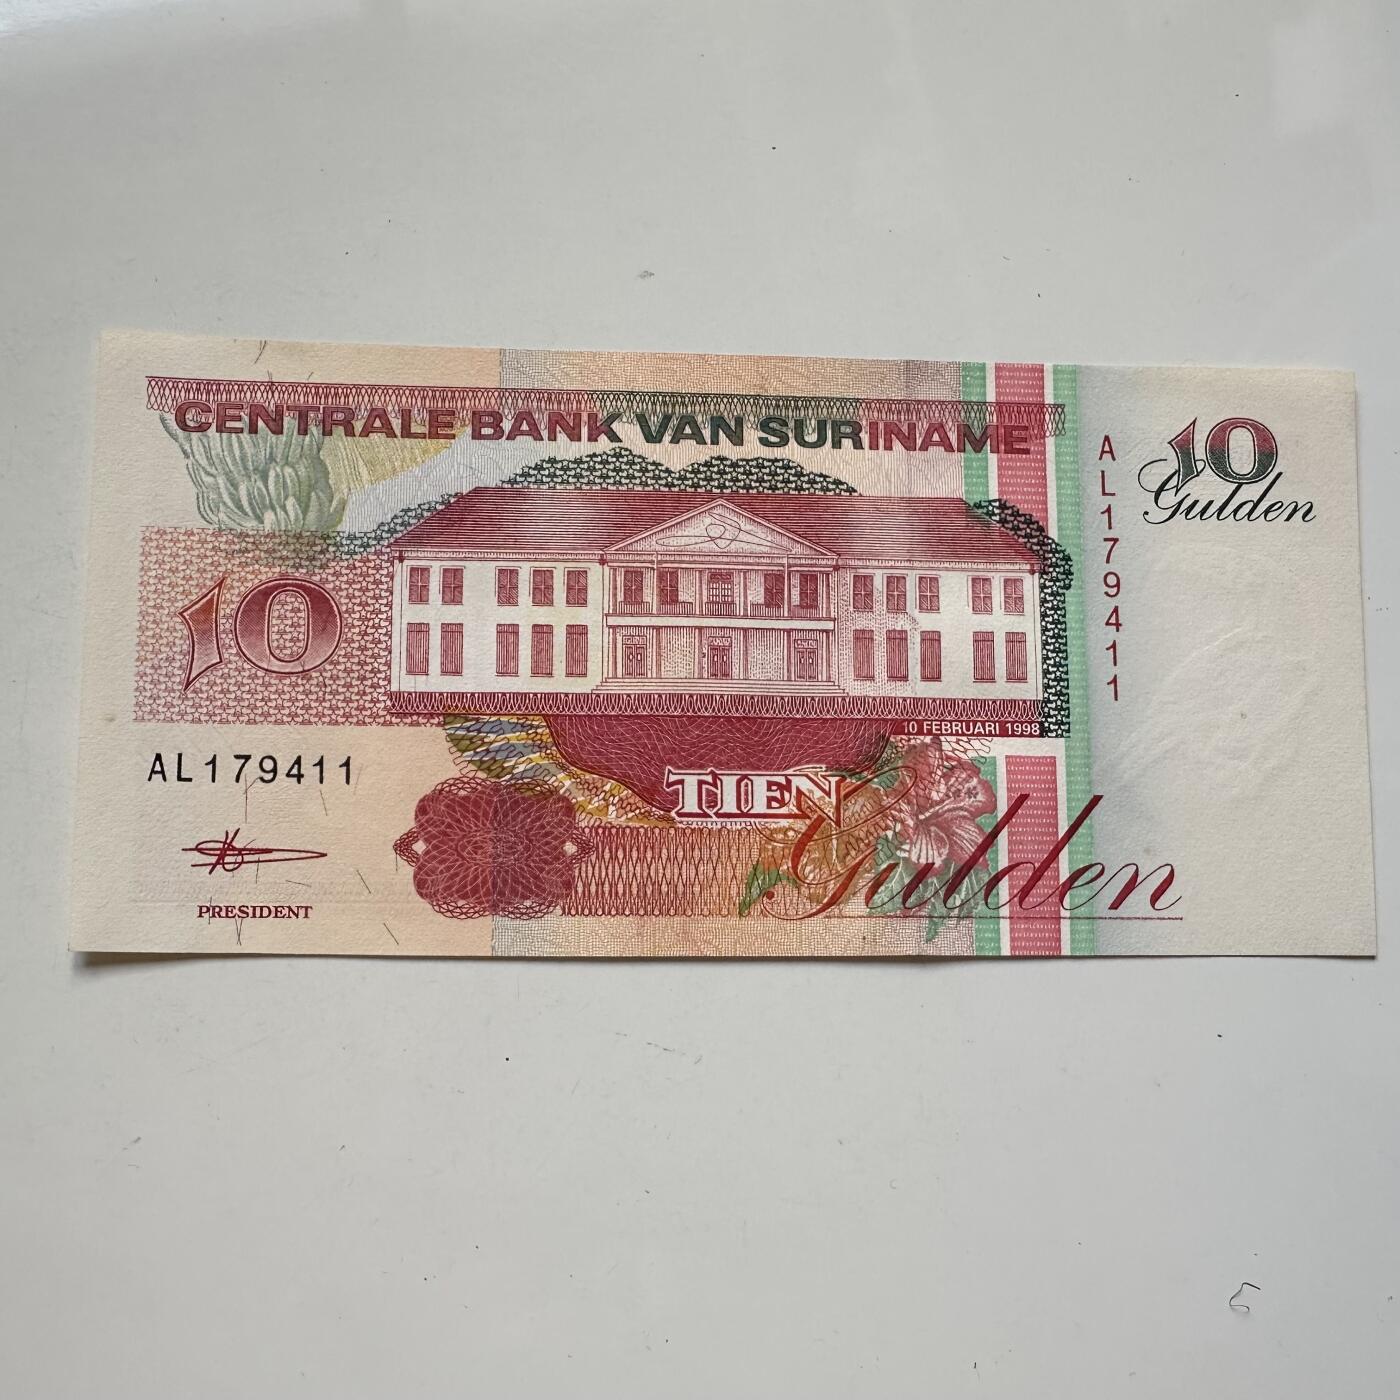 CENTRALE BANK VAN SURINAME
10
Gulden
AL179411
10
10 FEBRUARI 1998
AL179411
TIEN
Gulden
PRESIDENT